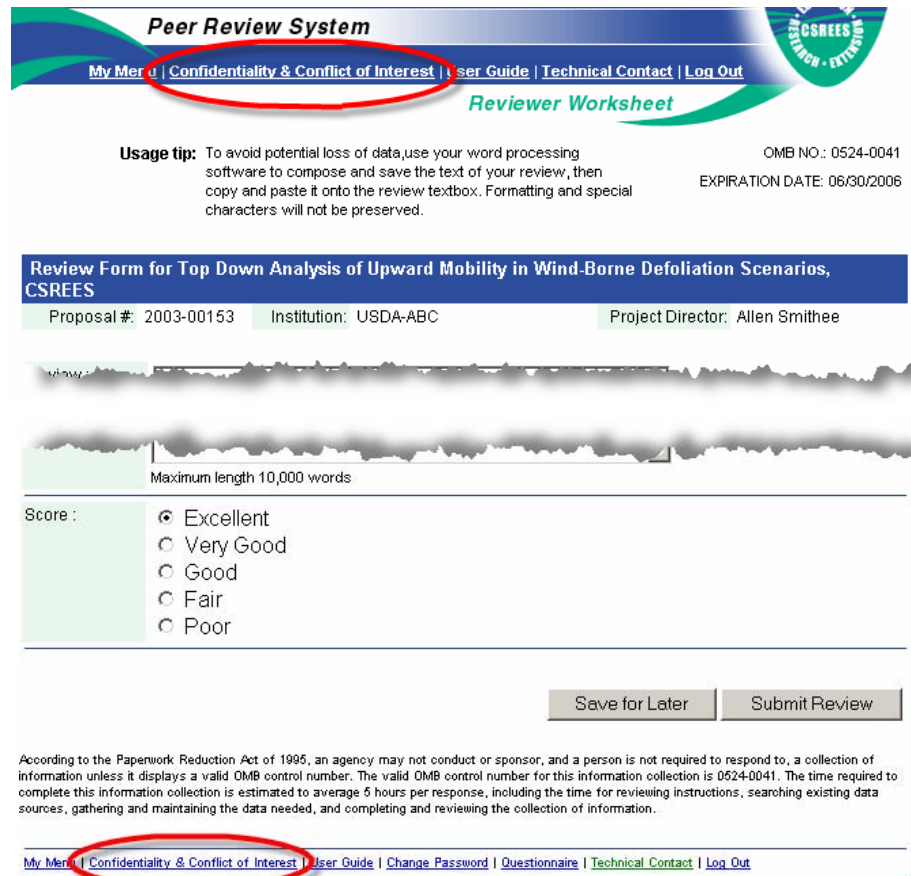 Peer Review System
CSREES
RESEARCH · EXTENSION
My Menu | Confidentiality & Conflict of Interest | User Guide | Technical Contact | Log Out
Reviewer Worksheet
Usage tip: To avoid potential loss of data,use your word processing
software to compose and save the text of your review, then
copy and paste it onto the review textbox. Formatting and special
characters will not be preserved.
OMB NO.: 0524-0041
EXPIRATION DATE: 06/30/2006
Review Form for Top Down Analysis of Upward Mobility in Wind-Borne Defoliation Scenarios,
CSREES
Proposal #: 2003-00153 Institution: USDA-ABC Project Director: Allen Smithee
Maximum length 10,000 words
Score :
Excellent
Very Good
Good
Fair
Poor
Save for Later Submit Review
According to the Paperwork Reduction Act of 1995, an agency may not conduct or sponsor, and a person is not required to respond to, a collection of
information unless it displays a valid OMB control number. The valid OMB control number for this information collection is 0524-0041. The time required to
complete this information collection is estimated to average 5 hours per response, including the time for reviewing instructions, searching existing data
sources, gathering and maintaining the data needed, and completing and reviewing the collection of information.
My Menu | Confidentiality & Conflict of Interest | User Guide | Change Password | Questionnaire | Technical Contact | Log Out